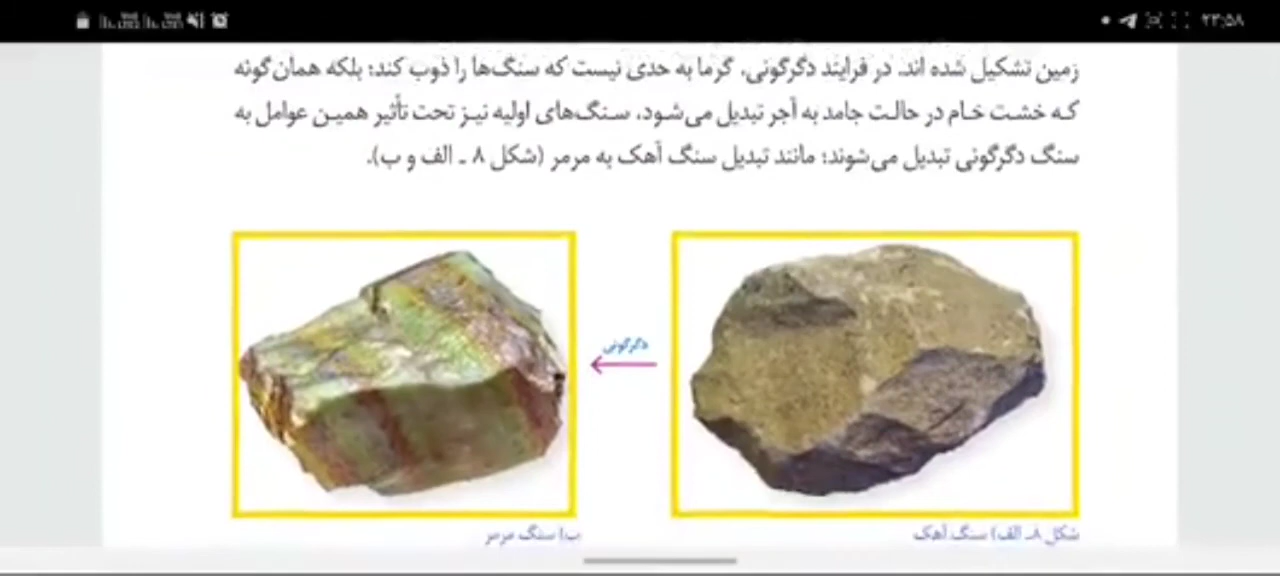 ۲۳:۵۸
زمین تشکیل شده اند. در فرایند دگرگونی، گرما به حدی نیست که سنگ‌ها را ذوب کند؛ بلکه همان‌گونه
که خشت خام در حالت جامد به آجر تبدیل می‌شود، سنگ‌های اولیه نیز تحت تأثیر همین عوامل به
سنگ دگرگونی تبدیل می‌شوند؛ مانند تبدیل سنگ آهک به مرمر (شکل ۸ ـ الف و ب).
دگرگونی
شکل ۸ـ الف) سنگ آهک
ب) سنگ مرمر